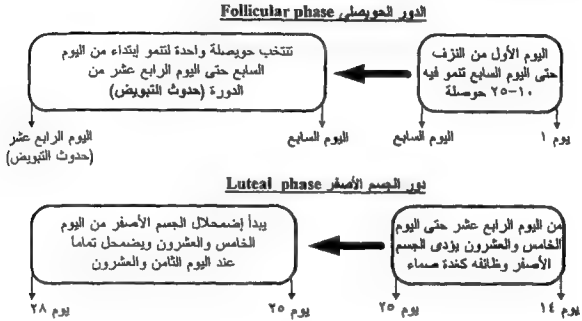 الدور الحويصلي Follicular phase
اليوم الأول من النزف
حتى اليوم السابع تنمو فيه
١٠-٢٥ حوصلة
تنتخب حويصلة واحدة لتنمو إبتداء من اليوم
السابع حتى اليوم الرابع عشر من
الدورة (حدوث التبويض)
يوم ١
اليوم السابع
اليوم السابع
اليوم الرابع عشر
(حدوث التبويض)
دور الجسم الأصفر Luteal phase
من اليوم الرابع عشر حتى اليوم
الخامس والعشرون يؤدى الجسم
الأصفر وظائفه كغدة صماء
يبدأ إضمحلال الجسم الأصفر من اليوم
الخامس والعشرون ويضمحل تماماً
عند اليوم الثامن والعشرون
يوم ١٤
يوم ٢٥
يوم ٢٥
يوم ٢٨